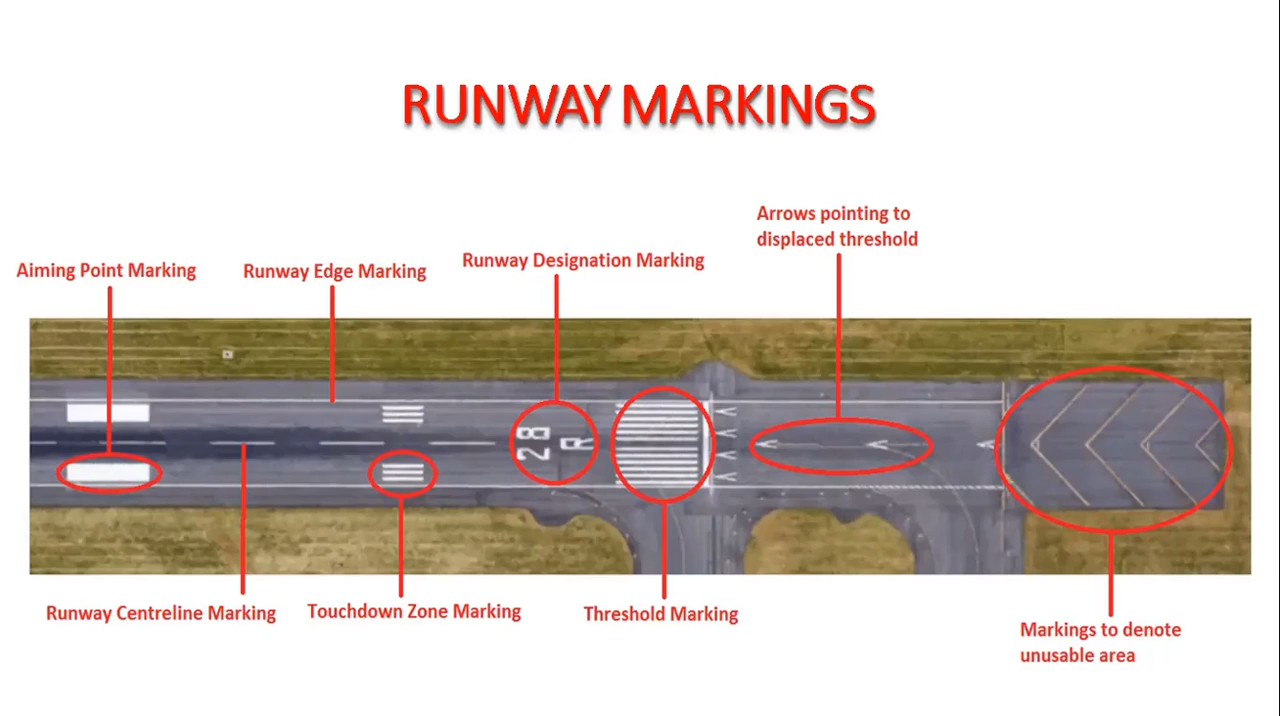 RUNWAY MARKINGS
Arrows pointing to
displaced threshold
Aiming Point Marking
Runway Edge Marking
Runway Designation Marking
28
R
Runway Centreline Marking
Touchdown Zone Marking
Threshold Marking
Markings to denote
unusable area